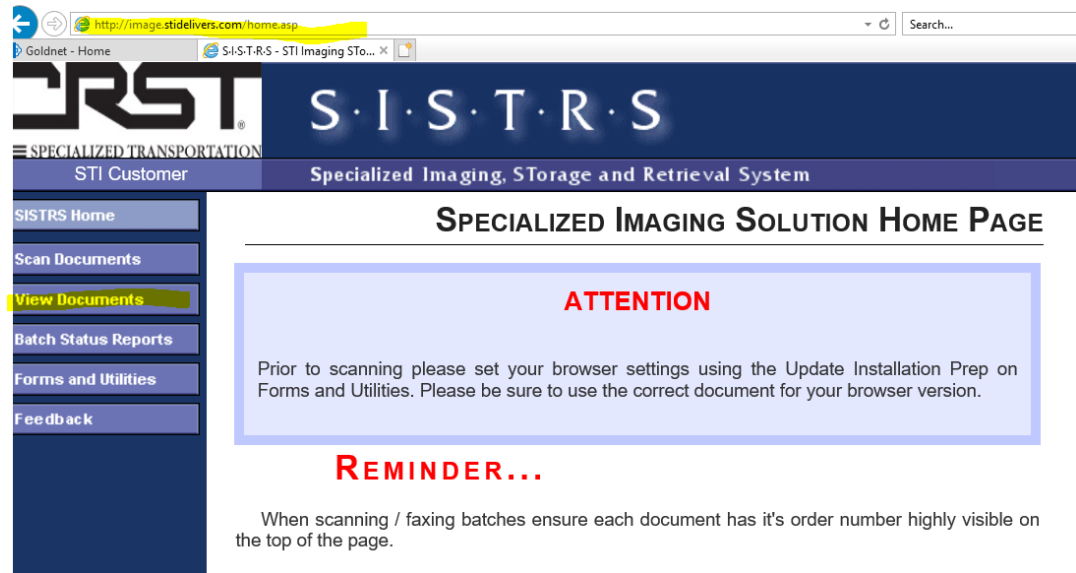 http://image.stidelivers.com/home.asp
Search...
Goldnet - Home
S·I·S·T·R·S - STI Imaging STo...
CRST
®
SPECIALIZED TRANSPORTATION
S·I·S·T·R·S
STI Customer
Specialized Imaging, STorage and Retrieval System
SISTRS Home
Scan Documents
View Documents
Batch Status Reports
Forms and Utilities
Feedback
SPECIALIZED IMAGING SOLUTION HOME PAGE
ATTENTION
Prior to scanning please set your browser settings using the Update Installation Prep on
Forms and Utilities. Please be sure to use the correct document for your browser version.
REMINDER...
When scanning / faxing batches ensure each document has it's order number highly visible on
the top of the page.